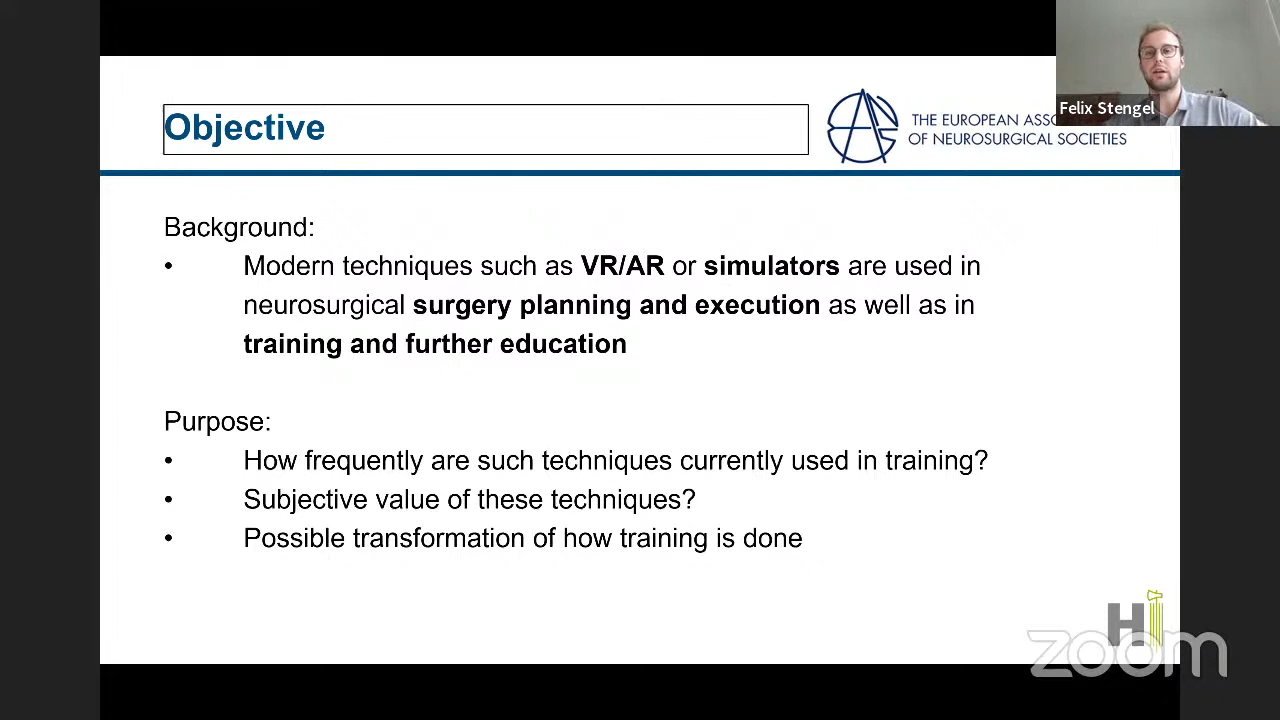 Objective
THE EUROPEAN ASSOC
OF NEUROSURGICAL SOCIETIES
Felix Stengel
Background:
• Modern techniques such as VR/AR or simulators are used in
neurosurgical surgery planning and execution as well as in
training and further education
Purpose:
• How frequently are such techniques currently used in training?
• Subjective value of these techniques?
• Possible transformation of how training is done
H
zoom